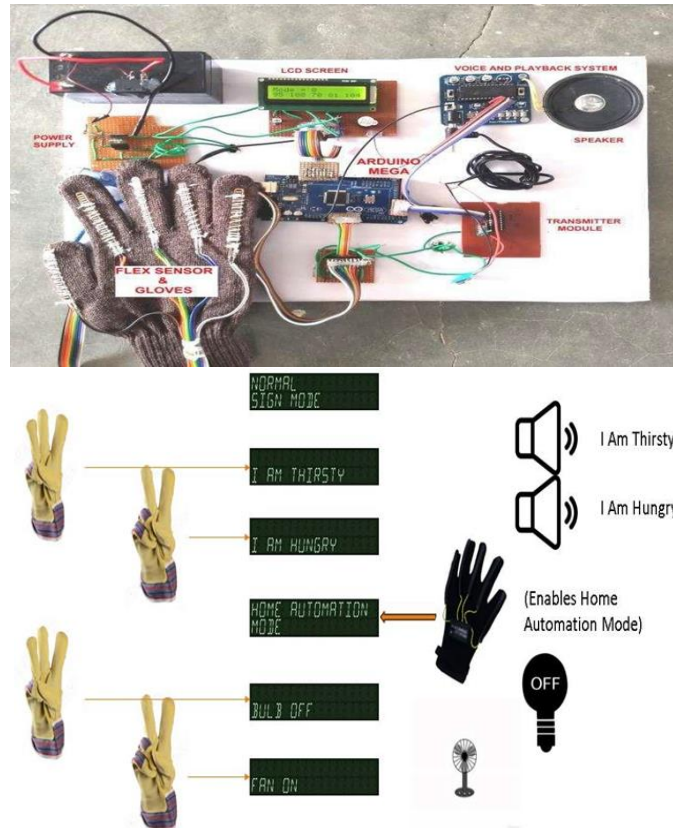 LCD SCREEN
VOICE AND PLAYBACK SYSTEM
POWER
SUPPLY
SPEAKER
ARDUINO
MEGA
TRANSMITTER
MODULE
FLEX SENSOR
&
GLOVES
NORMAL
SIGN MODE
I AM THIRSTY
I Am Thirsty
I AM HUNGRY
I Am Hungry
HOME AUTOMATION
MODE
(Enables Home
Automation Mode)
BULB OFF
OFF
FAN ON